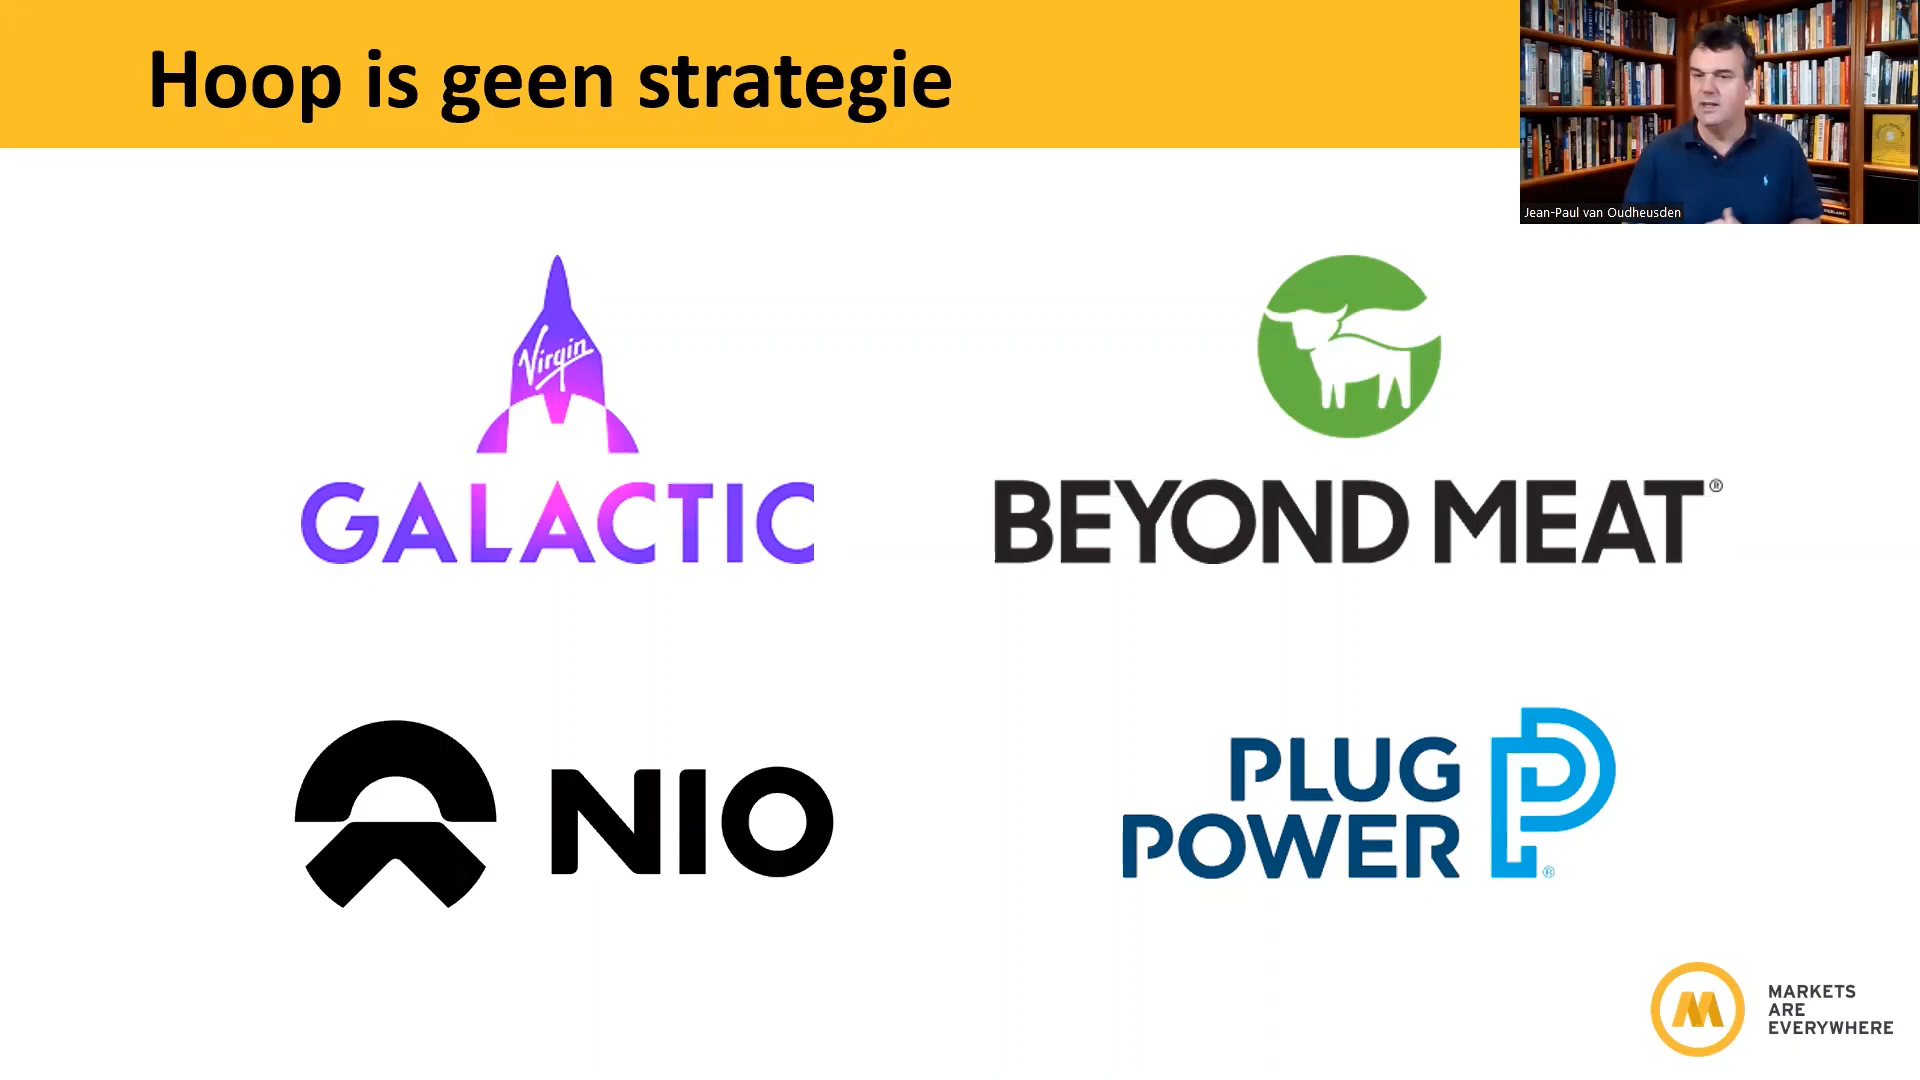 Hoop is geen strategie
Jean-Paul van Oudheusden
Virgin
GALACTIC
BEYOND MEAT®
NIO
PLUG
POWER
®
MARKETS
ARE
EVERYWHERE